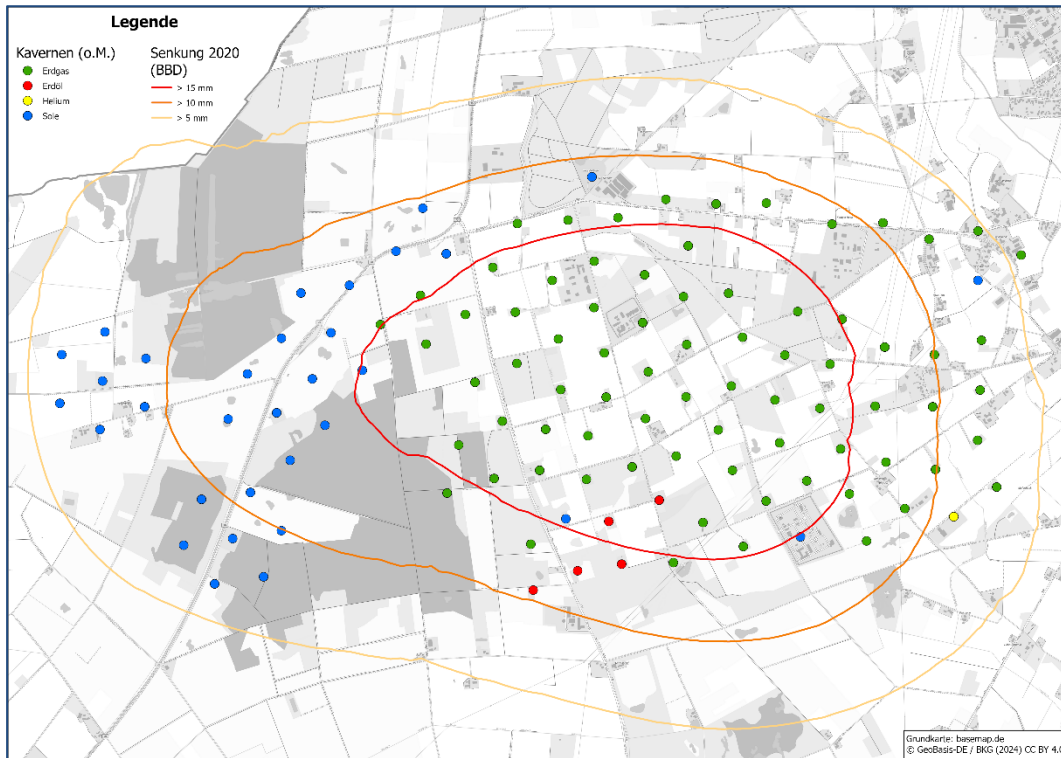 Legende
Kavernen (o.M.)
Erdgas
Erdöl
Helium
Sole
Senkung 2020
(BBD)
> 15 mm
> 10 mm
> 5 mm
Grundkarte: basemap.de
© GeoBasis-DE / BKG (2024) CC BY 4.0